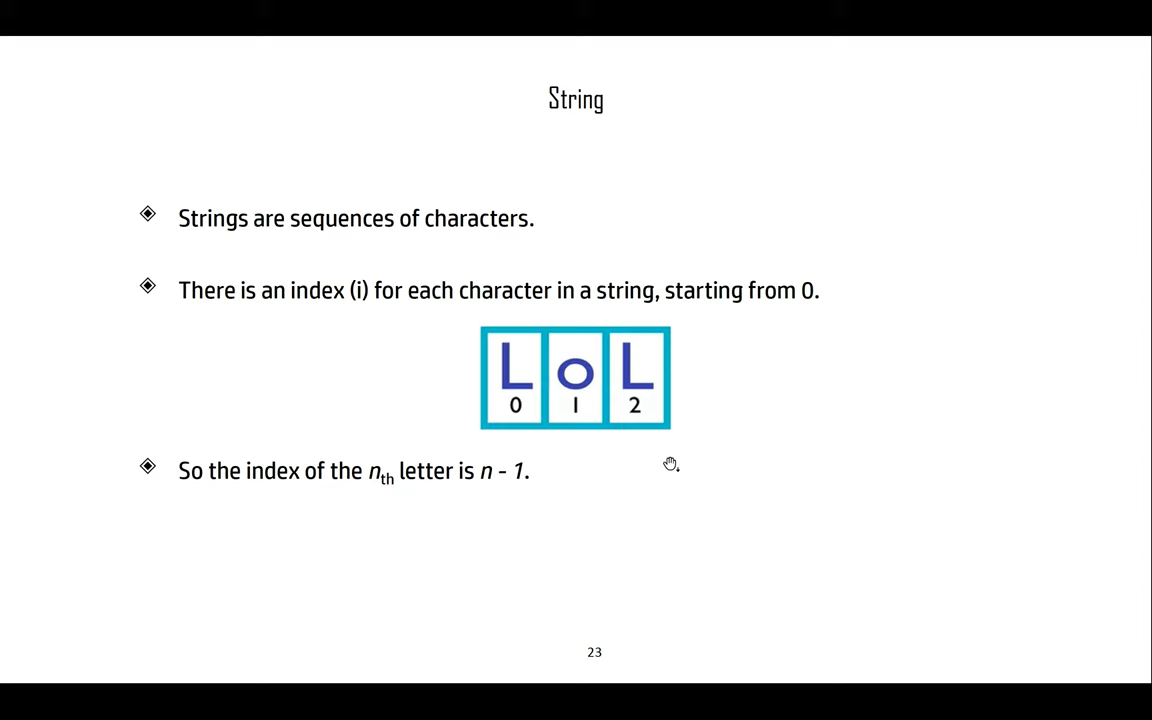 String
Strings are sequences of characters.
There is an index (i) for each character in a string, starting from 0.
L o L
0 1 2
So the index of the nth letter is n - 1.
23